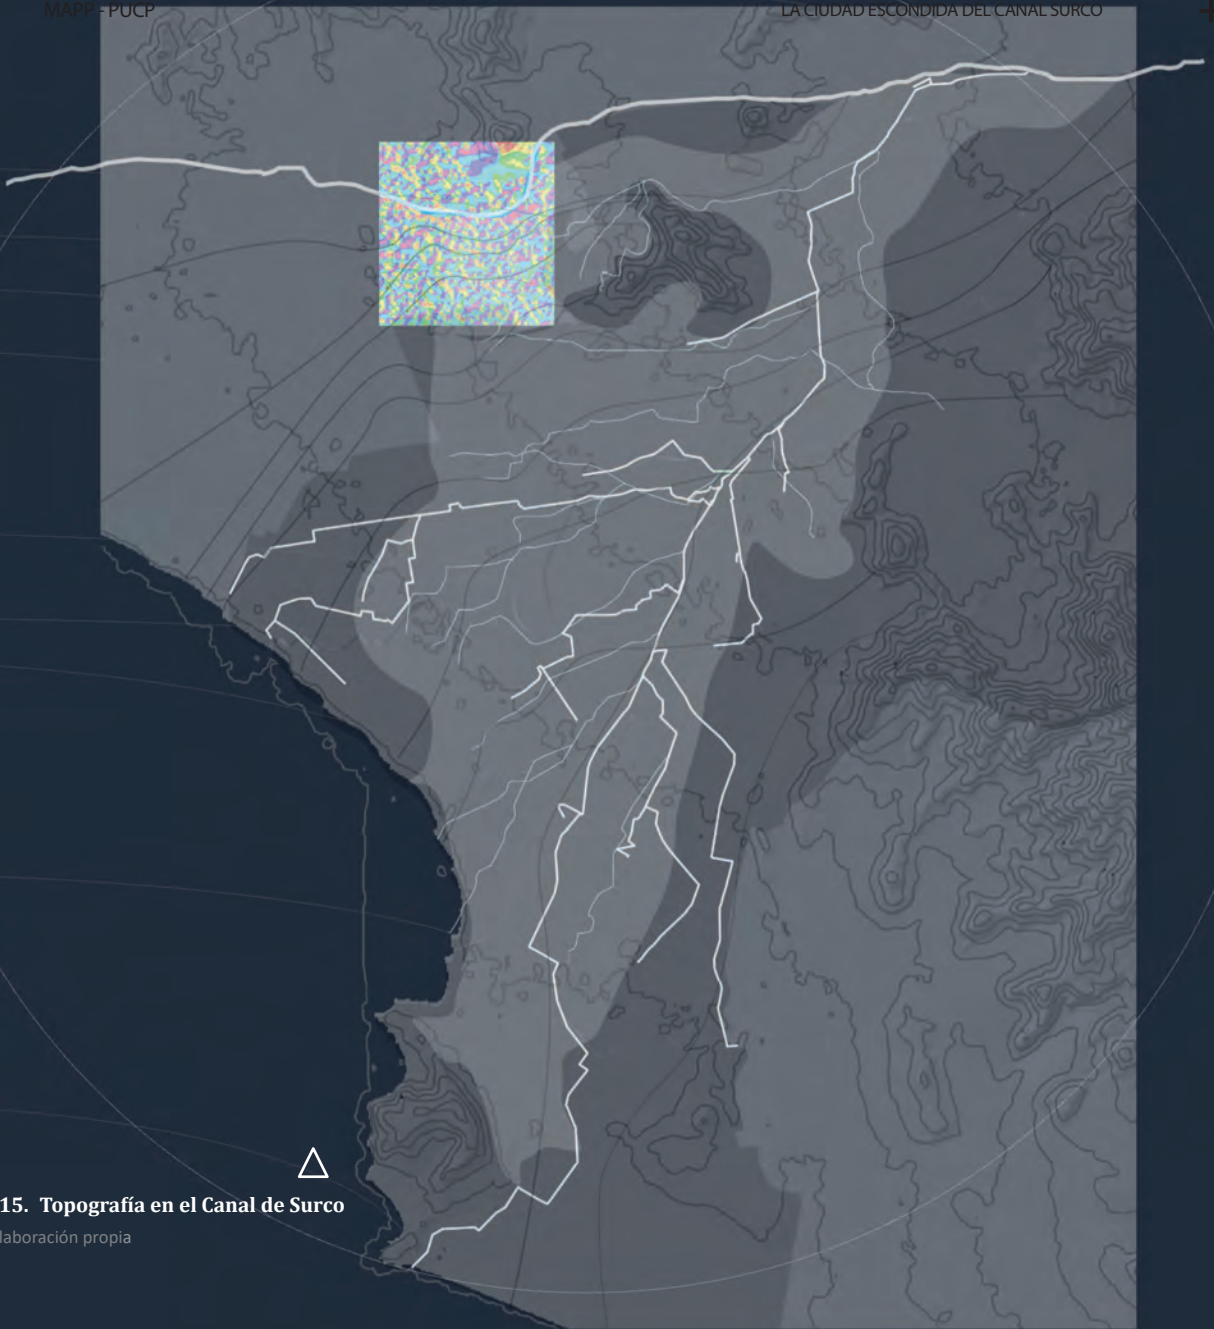 MAPP - PUCP
LA CIUDAD ESCONDIDA DEL CANAL SURCO
15. Topografía en el Canal de Surco
laboración propia